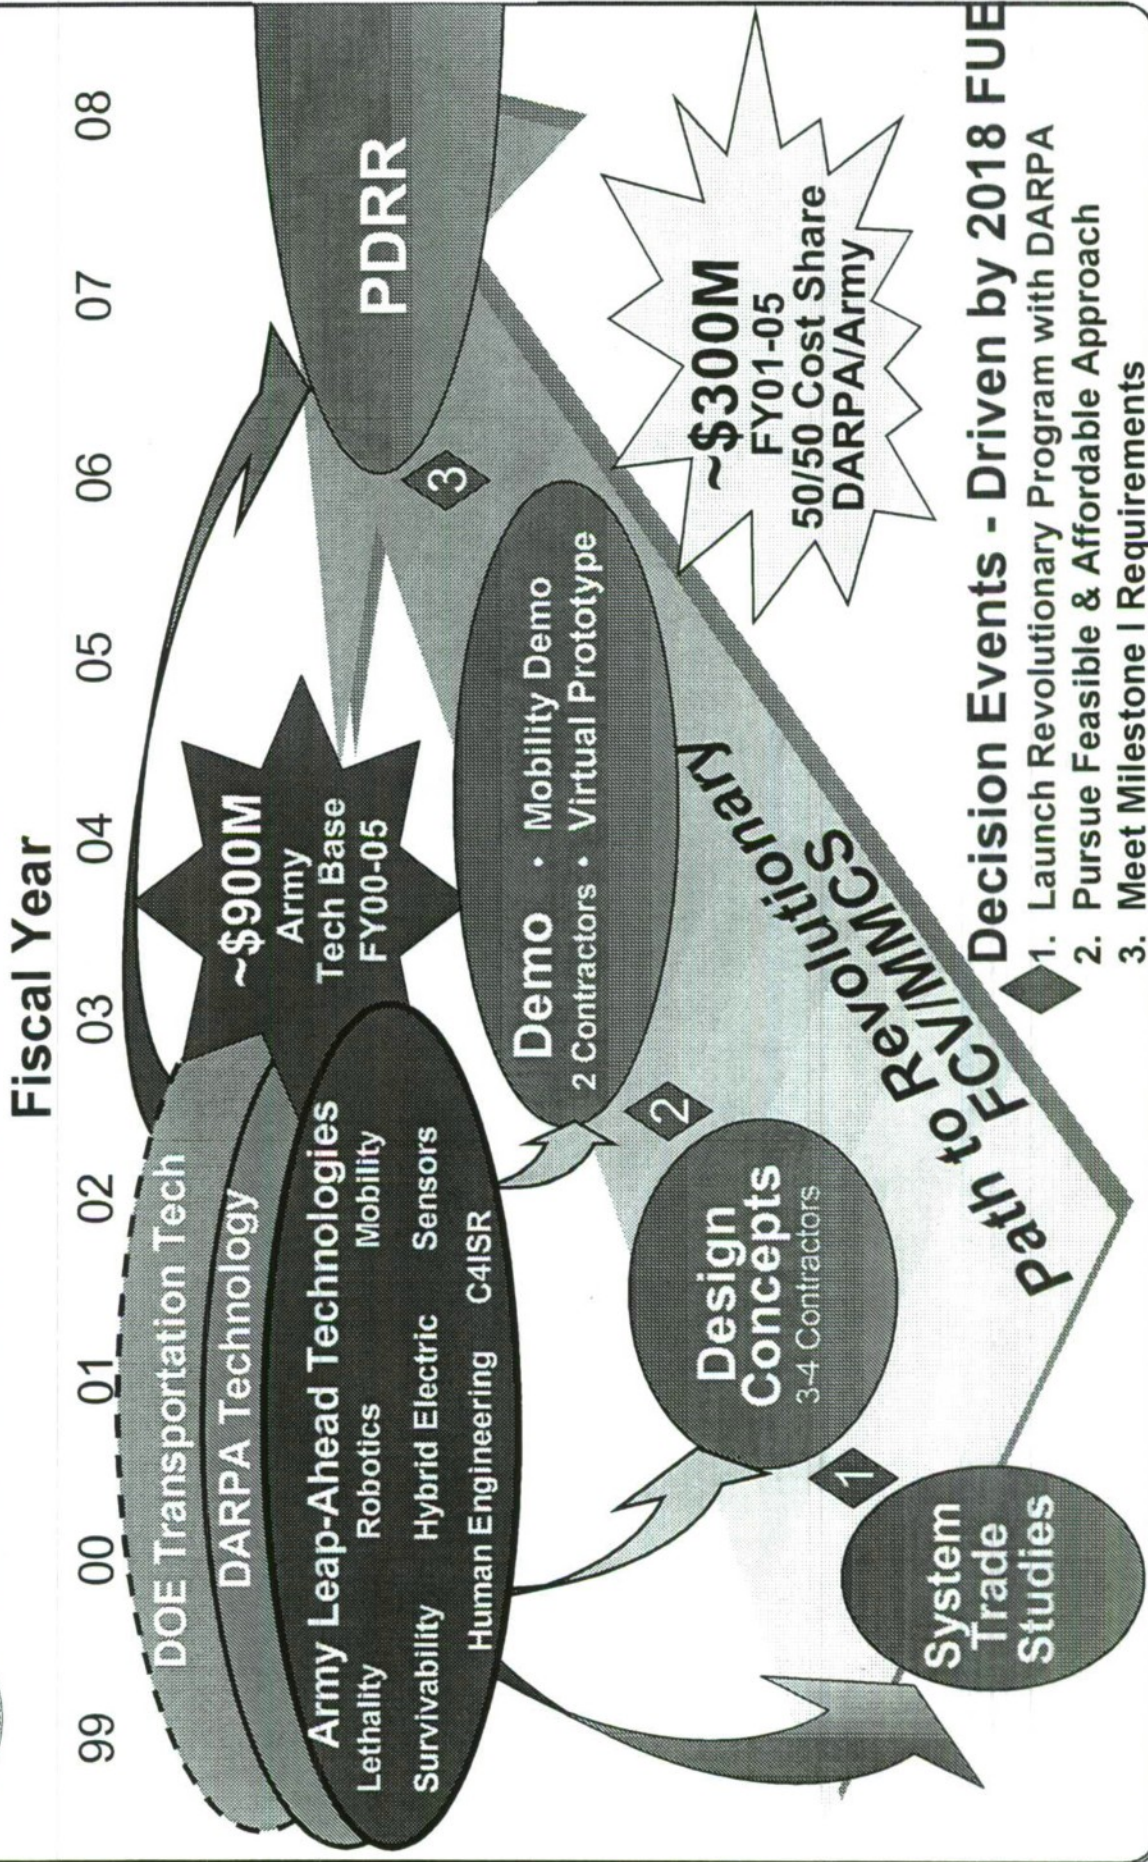 Fiscal Year
99 00 01 02 03 04 05 06 07 08
DOE Transportation Tech
DARPA Technology
Army Leap-Ahead Technologies
Lethality Robotics Mobility
Survivability Hybrid Electric Sensors
Human Engineering C4ISR
~$900M
Army
Tech Base
FY00-05
PDRR
3
Demo • Mobility Demo
2 Contractors • Virtual Prototype
2
Design
Concepts
3-4 Contractors
1
System
Trade
Studies
Path to Revolutionary
FCV/MMCS
~$300M
FY01-05
50/50 Cost Share
DARPA/Army
Decision Events - Driven by 2018 FUE
1. Launch Revolutionary Program with DARPA
2. Pursue Feasible & Affordable Approach
3. Meet Milestone I Requirements